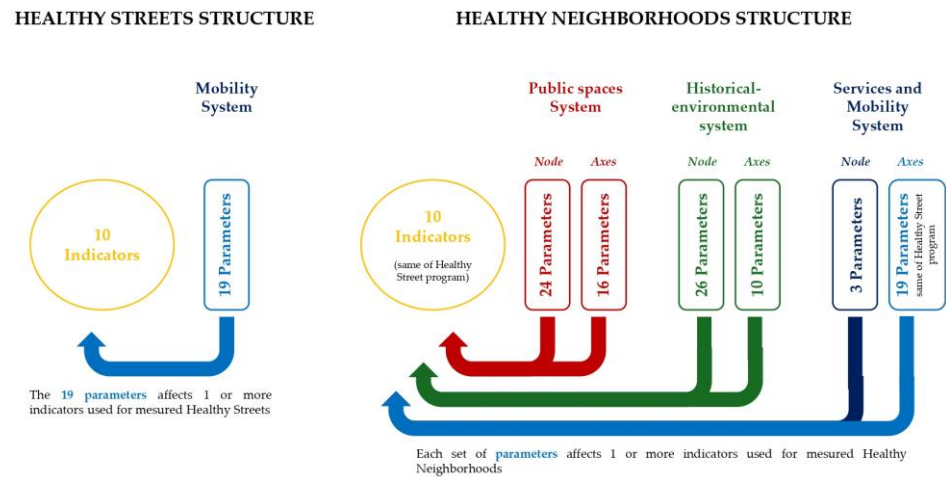 HEALTHY STREETS STRUCTURE
Mobility
System
10
Indicators
19 Parameters
The 19 parameters affects 1 or more
indicators used for mesured Healthy Streets
HEALTHY NEIGHBORHOODS STRUCTURE
Public spaces
System
Historical-
environmental
system
Services and
Mobility
System
Node Axes
Node Axes
Node Axes
10
Indicators
(same of Healthy
Street program)
24 Parameters
16 Parameters
26 Parameters
10 Parameters
3 Parameters
19 Parameters
same of Healthy Street
program
Each set of parameters affects 1 or more indicators used for mesured Healthy
Neighborhoods